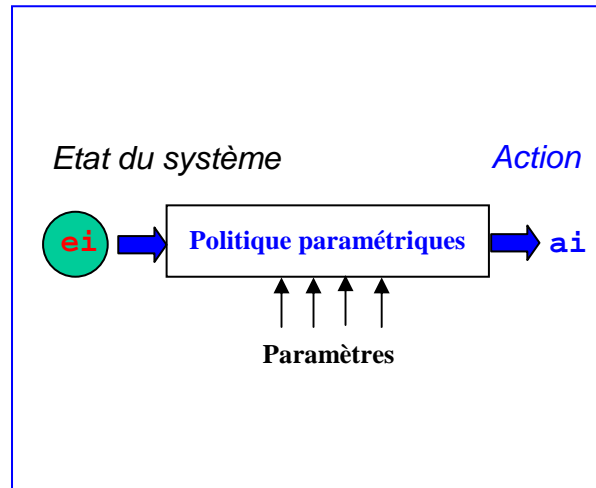 Etat du système Action
ei Politique paramétriques ai
Paramètres